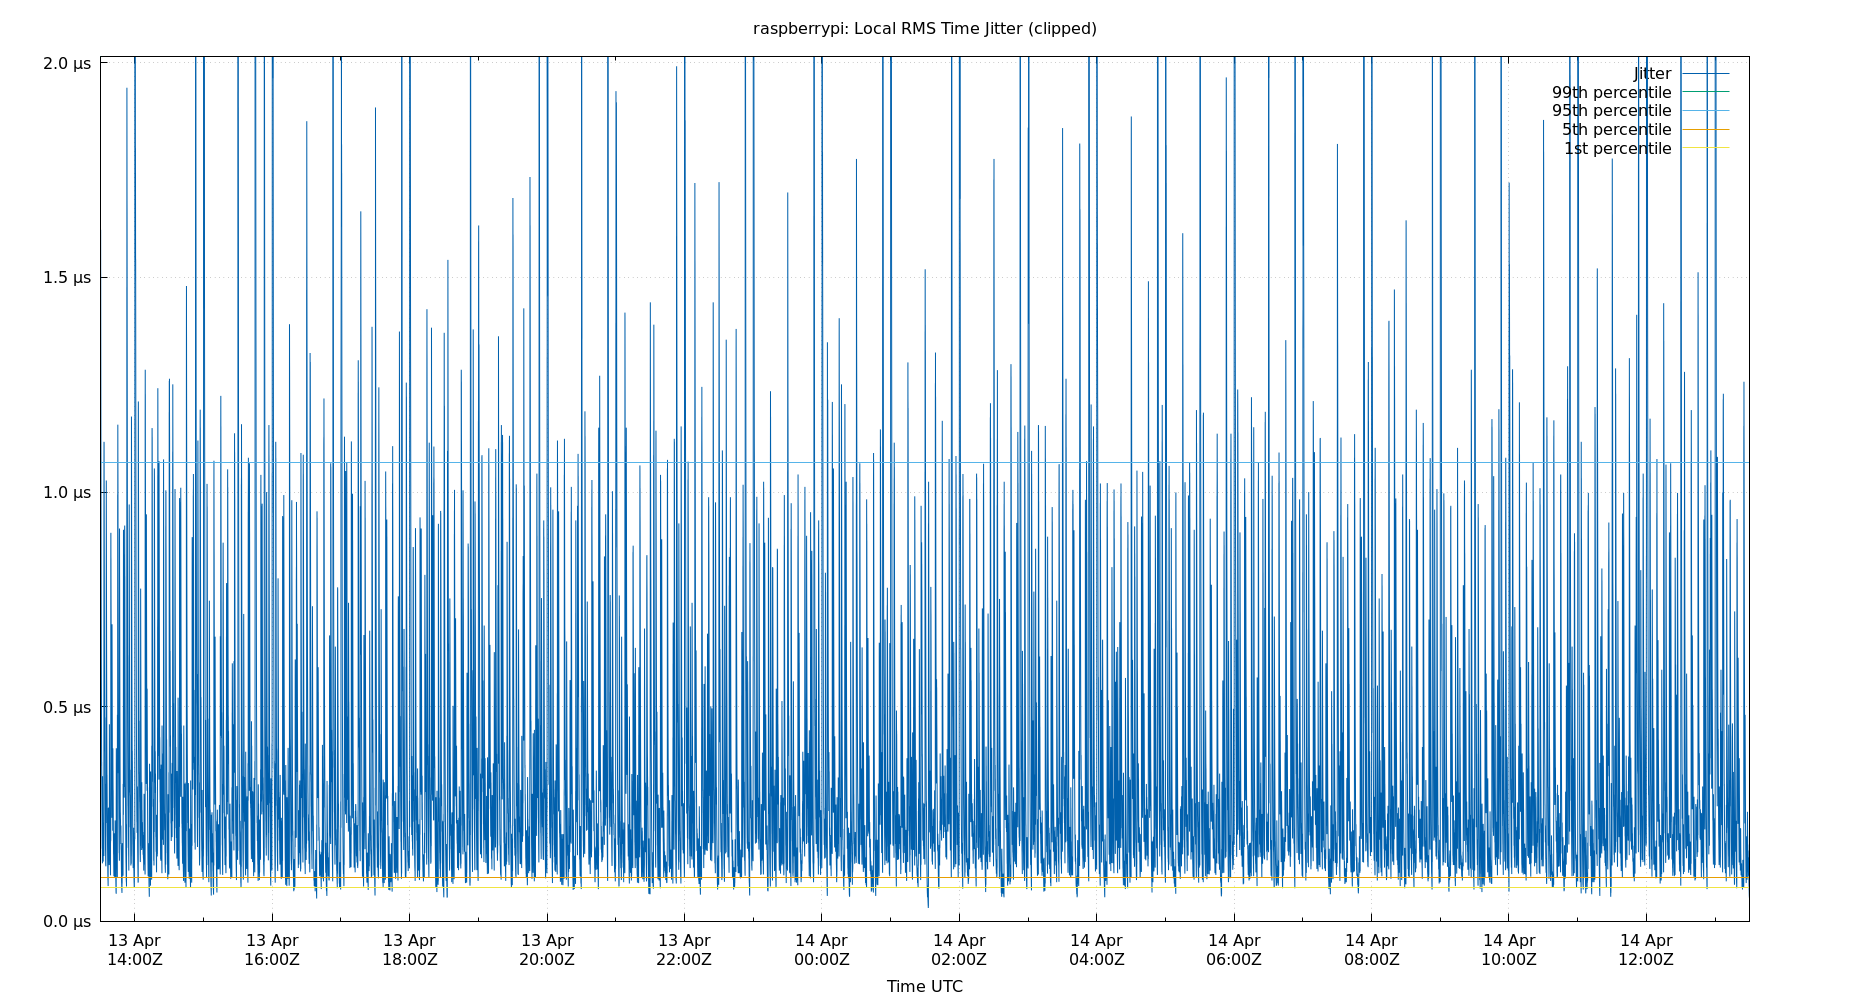 raspberrypi: Local RMS Time Jitter (clipped)
2.0 µs
1.5 µs
1.0 µs
0.5 µs
0.0 µs
Jitter
99th percentile
95th percentile
5th percentile
1st percentile
13 Apr 13 Apr 13 Apr 13 Apr 13 Apr 14 Apr 14 Apr 14 Apr 14 Apr 14 Apr 14 Apr 14 Apr
14:00Z 16:00Z 18:00Z 20:00Z 22:00Z 00:00Z 02:00Z 04:00Z 06:00Z 08:00Z 10:00Z 12:00Z
Time UTC